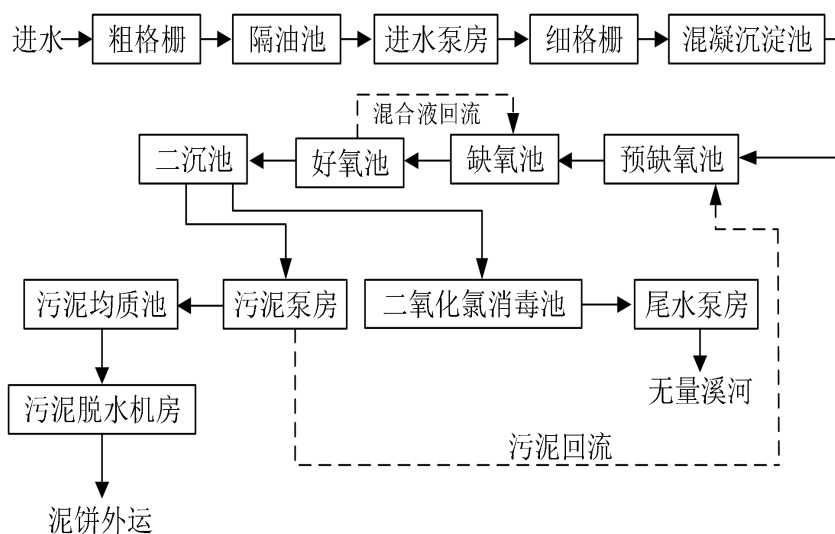 进水
粗格栅
隔油池
进水泵房
细格栅
混凝沉淀池
混合液回流
二沉池
好氧池
缺氧池
预缺氧池
污泥均质池
污泥泵房
二氧化氯消毒池
尾水泵房
无量溪河
污泥脱水机房
污泥回流
泥饼外运